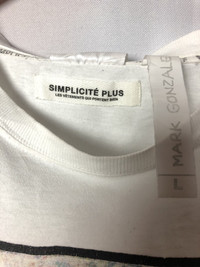 SIMPLICITÉ PLUS
LES VÊTEMENTS QUI PORTENT BIEN
MARK GONZALE